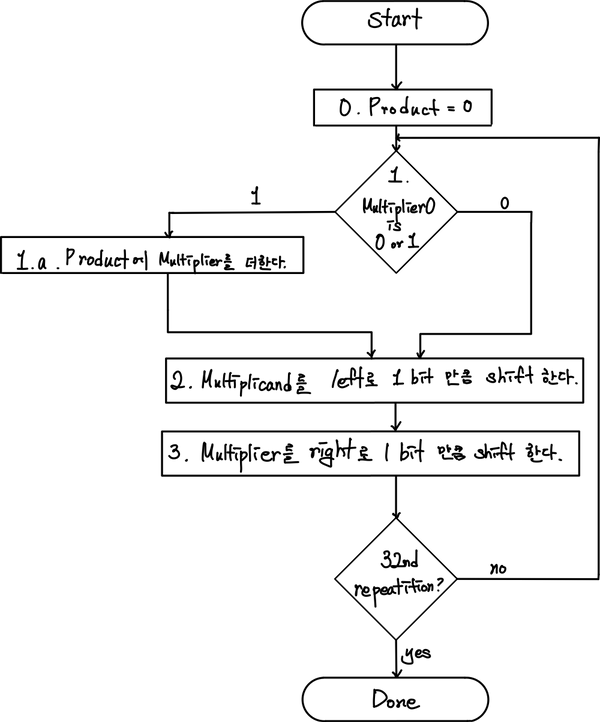 Start
0. Product = 0
1.
Multiplier0
is
0 or 1
1
0
1.a. Product에 Multiplier를 더한다.
2. Multiplicand를 left로 1 bit 만큼 shift 한다.
3. Multiplier를 right로 1 bit 만큼 shift 한다.
32nd
repeatition?
no
yes
Done